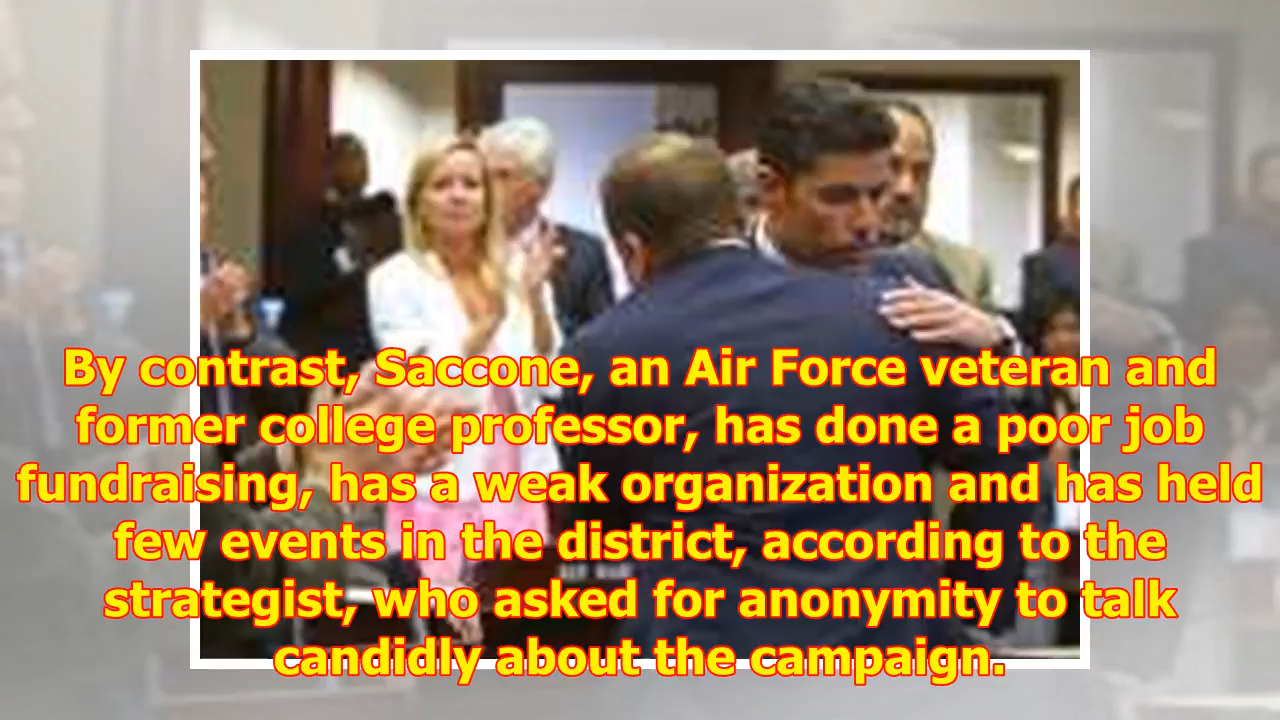 By contrast, Saccone, an Air Force veteran and
former college professor, has done a poor job
fundraising, has a weak organization and has held
few events in the district, according to the
strategist, who asked for anonymity to talk
candidly about the campaign.